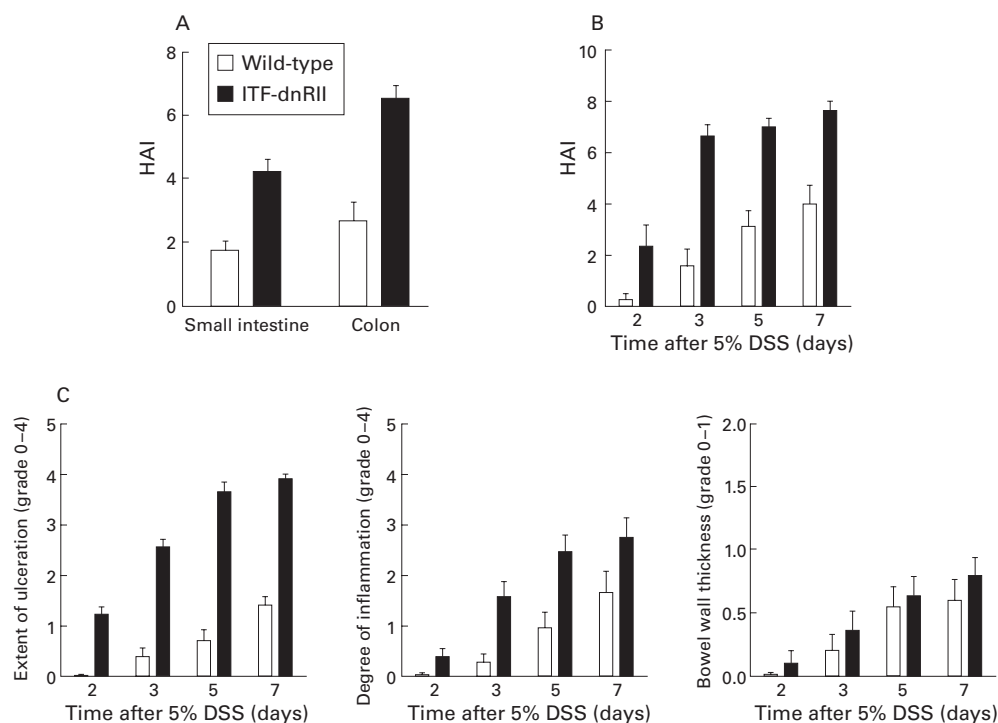 A
HAI
8
6
4
2
0
Wild-type
ITF-dnRII
Small intestine
Colon
B
HAI
10
8
6
4
2
0
2 3 5 7
Time after 5% DSS (days)
C
Extent of ulceration (grade 0–4)
5
4
3
2
1
0
2 3 5 7
Time after 5% DSS (days)
Degree of inflammation (grade 0–4)
5
4
3
2
1
0
2 3 5 7
Time after 5% DSS (days)
Bowel wall thickness (grade 0–1)
2.0
1.5
1.0
0.5
0
2 3 5 7
Time after 5% DSS (days)